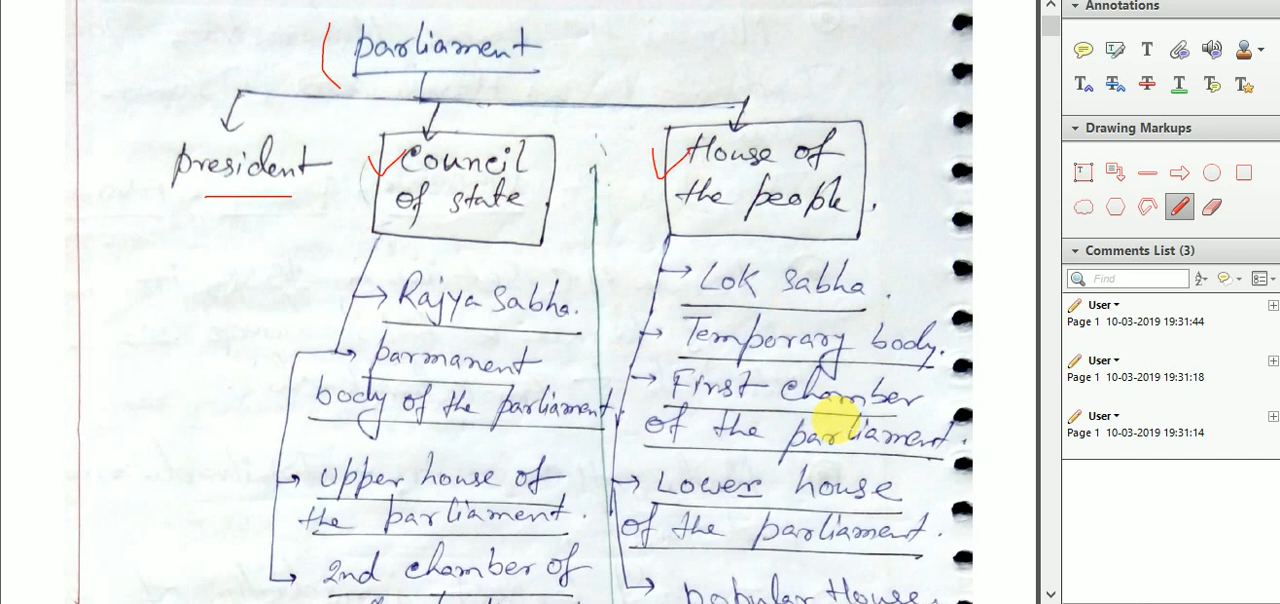 parliament
president
Council
of state.
House of
the people.
Rajya Sabha.
parmanent
body of the parliament.
Upper house of
the parliament.
2nd chamber of
Lok Sabha.
Temporary body.
First chamber
of the parliament.
Lower house
of the parliament.
popular House.
Annotations
T
T T T T T T
Drawing Markups
T
Comments List (3)
Find
User
Page 1 10-03-2019 19:31:44
User
Page 1 10-03-2019 19:31:18
User
Page 1 10-03-2019 19:31:14